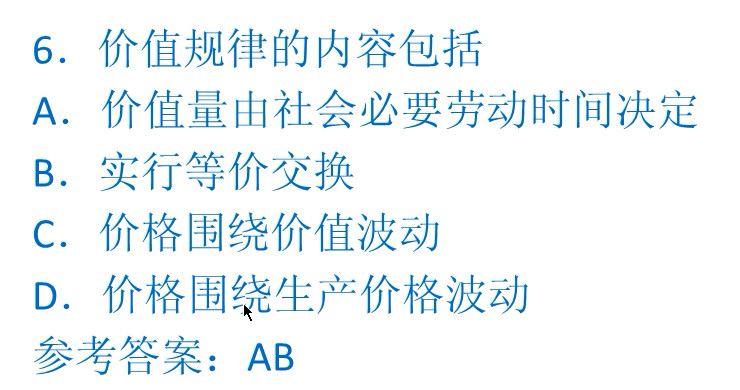 6. 价值规律的内容包括
A. 价值量由社会必要劳动时间决定
B. 实行等价交换
C. 价格围绕价值波动
D. 价格围绕生产价格波动
参考答案：AB